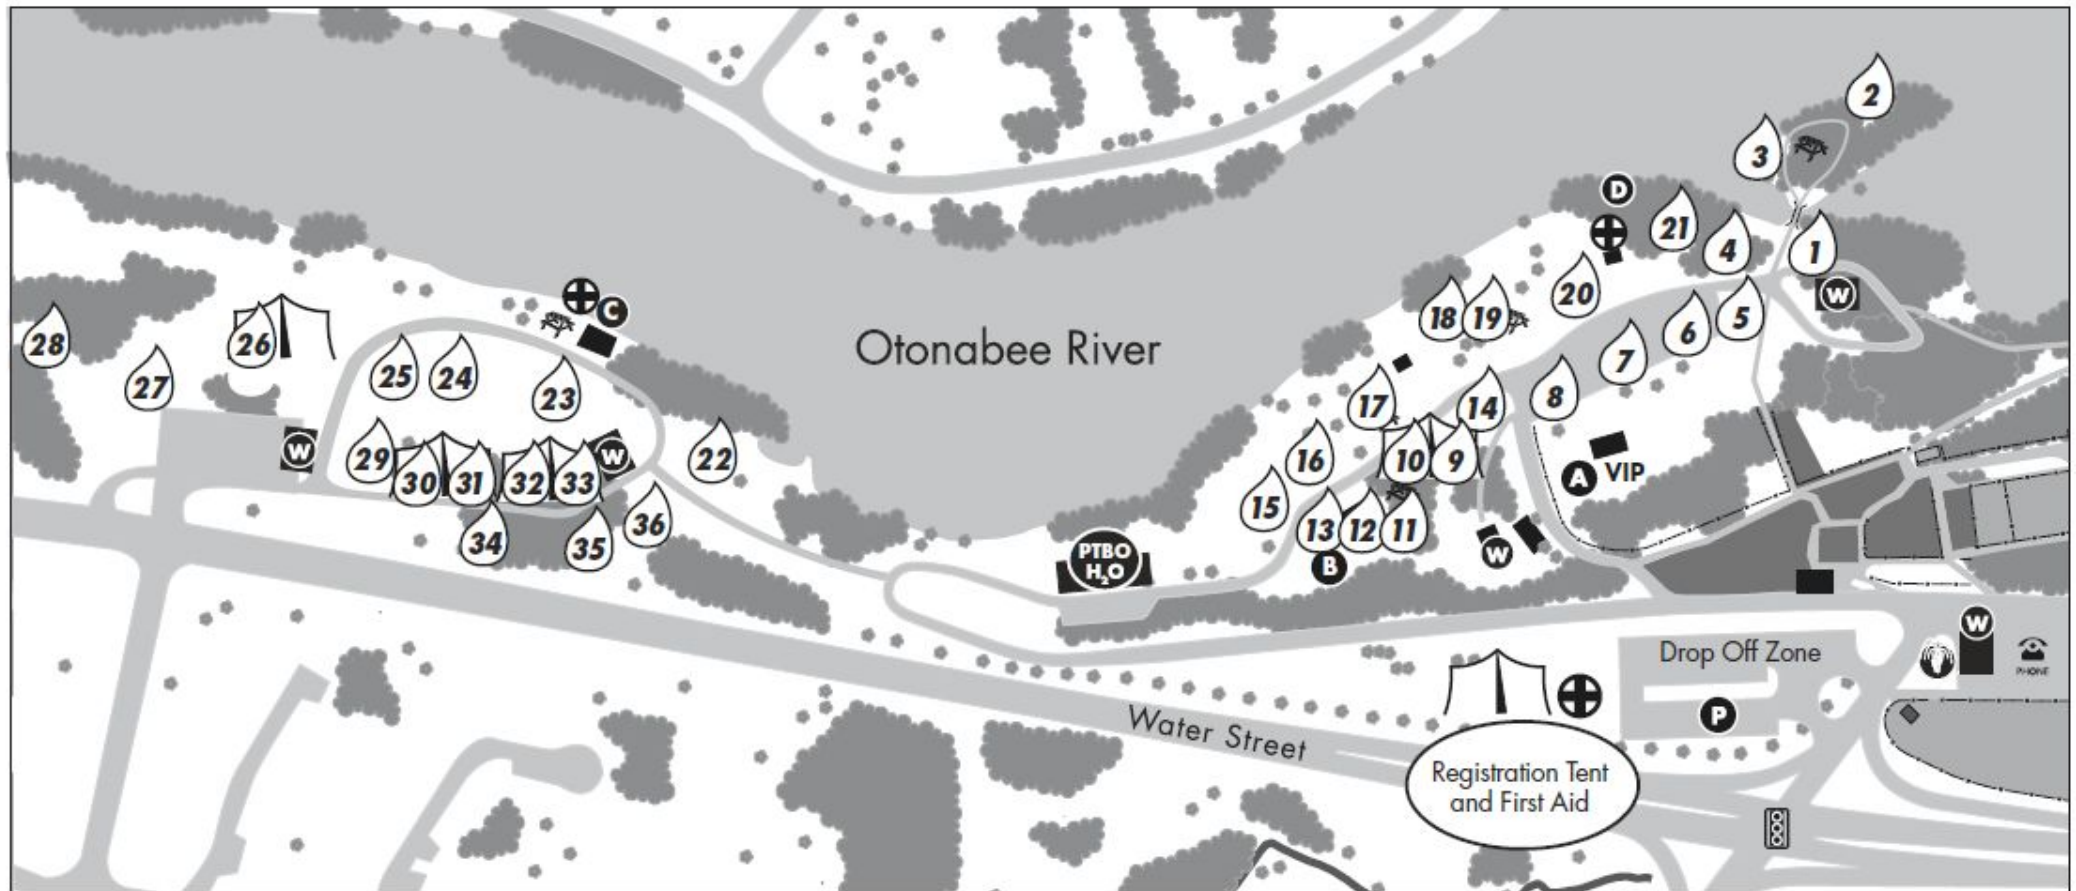 2
3
D
21
4
1
W
28
26
C
18
19
20
6
5
Otonabee River
27
25
24
23
7
17
14
8
W
29
30
31
32
33
W
22
16
10
9
A VIP
15
13
12
11
34
35
36
PTBO
H₂O
B
W
W
Drop Off Zone
PHONE
P
Water Street
Registration Tent
and First Aid